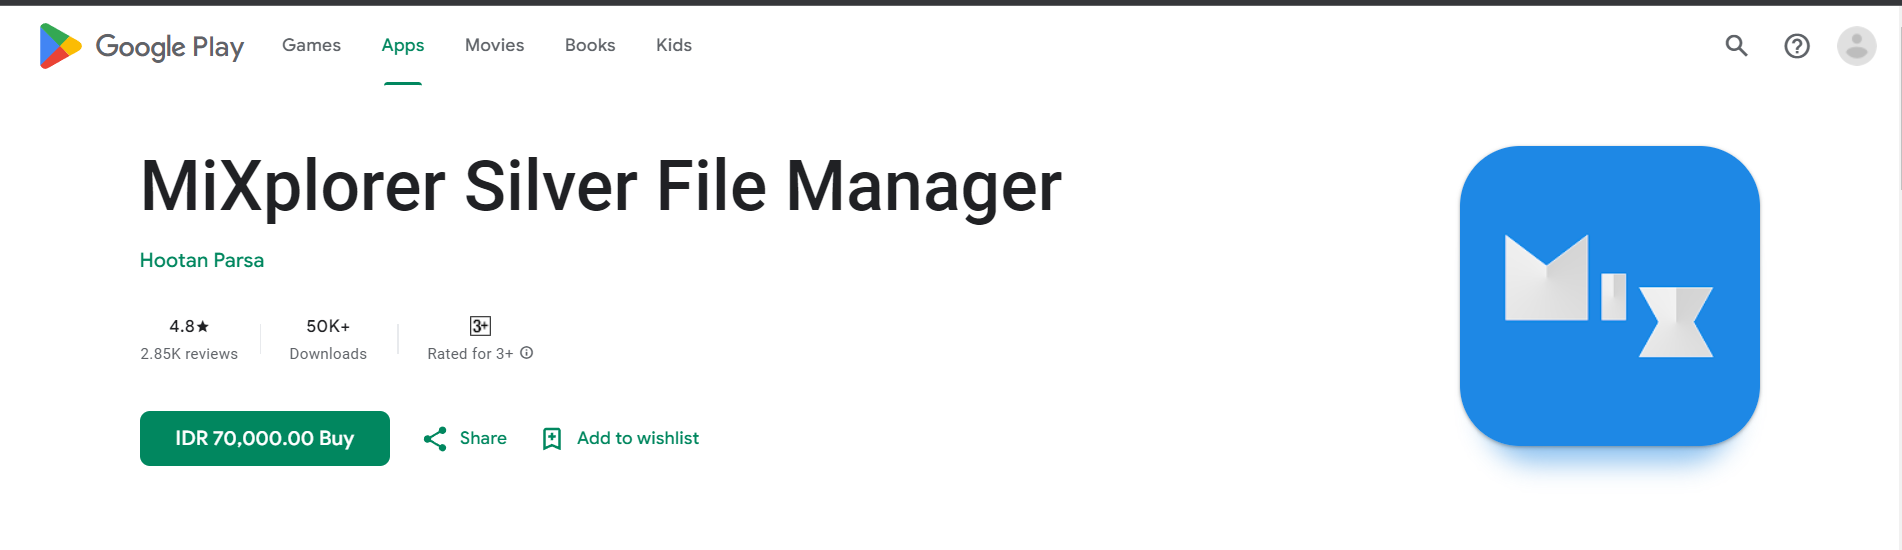 Google Play Games Apps Movies Books Kids
MiXplorer Silver File Manager
Hootan Parsa
4.8★ 50K+ 3+
2.85K reviews Downloads Rated for 3+
IDR 70,000.00 Buy Share Add to wishlist
MiX